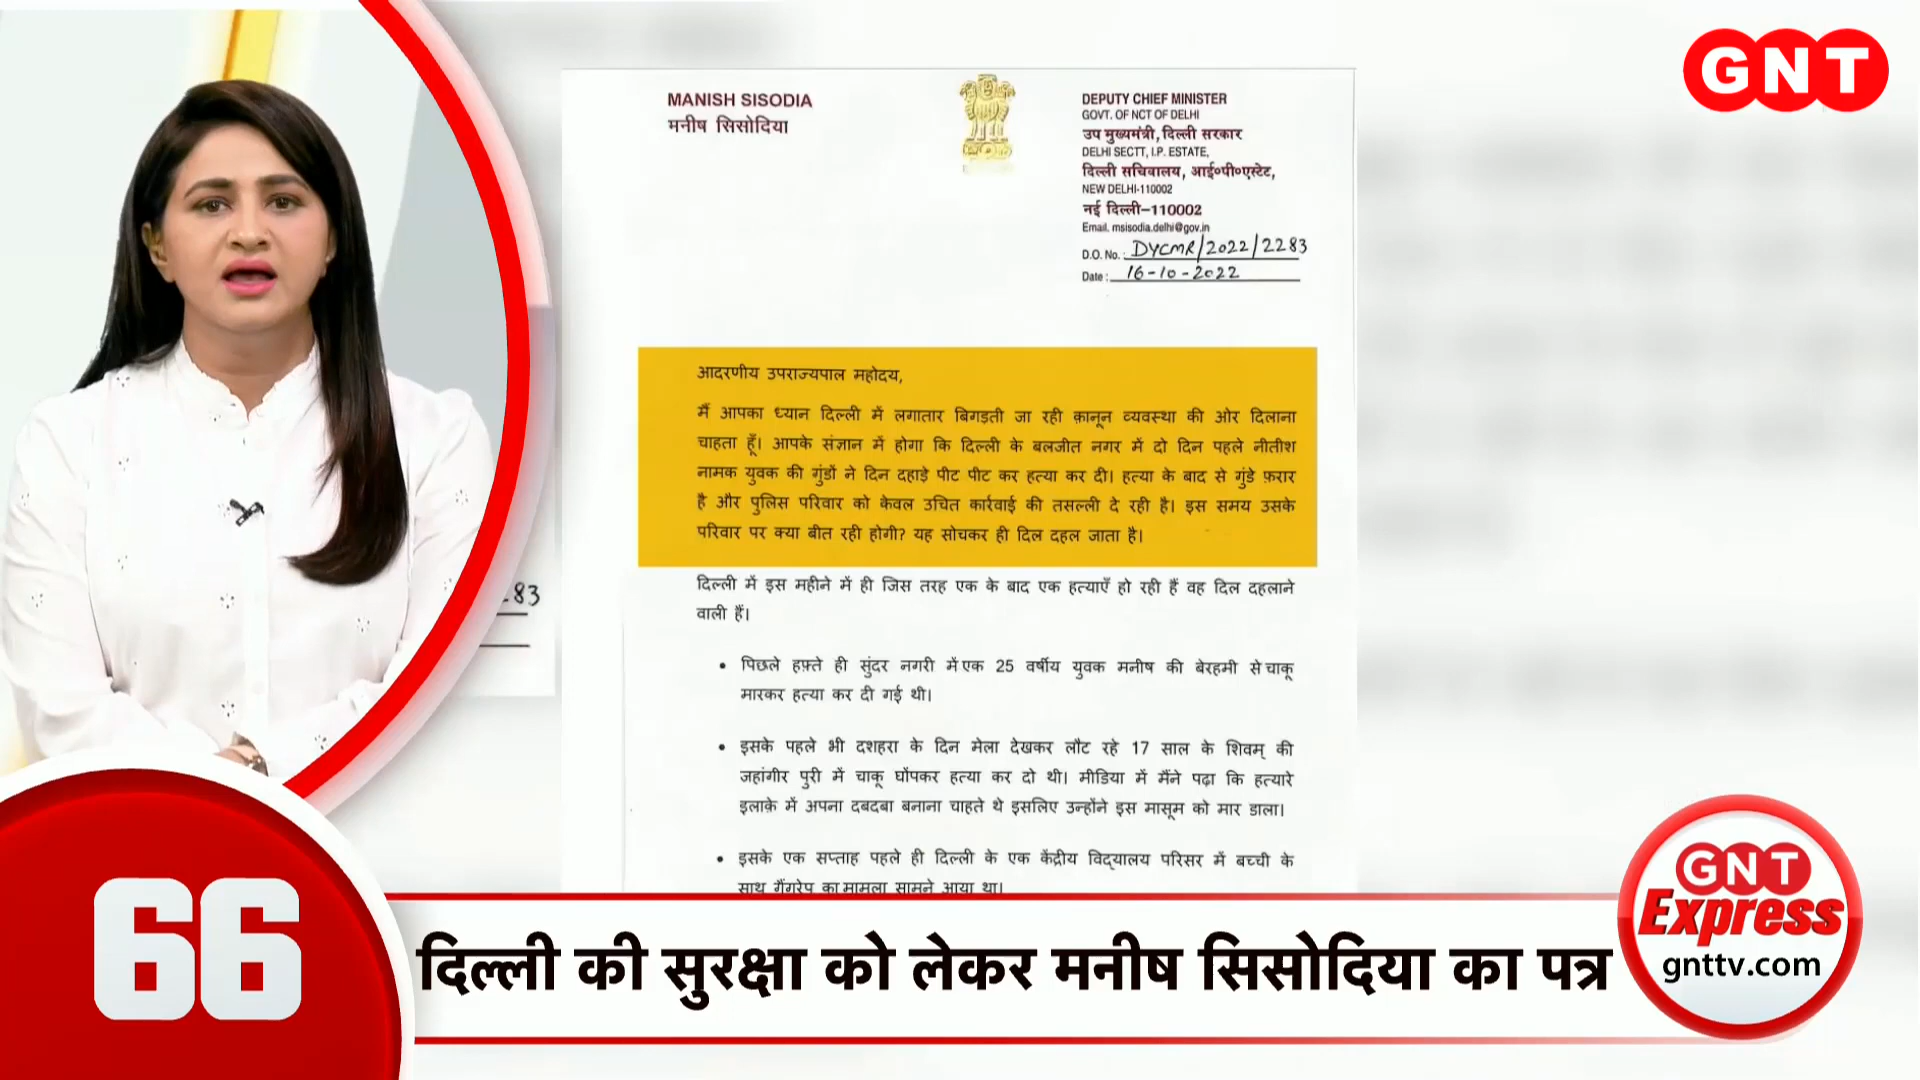 GNT
MANISH SISODIA
मनीष सिसोदिया
DEPUTY CHIEF MINISTER
GOVT. OF NCT OF DELHI
उप मुख्यमंत्री, दिल्ली सरकार
DELHI SECTT, I.P. ESTATE,
दिल्ली सचिवालय, आई०पी०एस्टेट,
NEW DELHI-110002
नई दिल्ली–110002
Email. msisodia.delhi@gov.in
D.O. No. : DYCMR/2022/2283
Date : 16-10-2022
आदरणीय उपराज्यपाल महोदय,
मैं आपका ध्यान दिल्ली में लगातार बिगड़ती जा रही क़ानून व्यवस्था की ओर दिलाना
चाहता हूँ। आपके संज्ञान में होगा कि दिल्ली के बलजीत नगर में दो दिन पहले नीतीश
नामक युवक की गुंडों ने दिन दहाड़े पीट पीट कर हत्या कर दी। हत्या के बाद से गुंडे फ़रार
है और पुलिस परिवार को केवल उचित कार्रवाई की तसल्ली दे रही है। इस समय उसके
परिवार पर क्या बीत रही होगी? यह सोचकर ही दिल दहल जाता है।
दिल्ली में इस महीने में ही जिस तरह एक के बाद एक हत्याएँ हो रही हैं वह दिल दहलाने
वाली हैं।
• पिछले हफ़्ते ही सुंदर नगरी में एक 25 वर्षीय युवक मनीष की बेरहमी से चाकू
मारकर हत्या कर दी गई थी।
• इसके पहले भी दशहरा के दिन मेला देखकर लौट रहे 17 साल के शिवम् की
जहांगीर पुरी में चाकू घोंपकर हत्या कर दो थी। मीडिया में मैंने पढ़ा कि हत्यारे
इलाक़े में अपना दबदबा बनाना चाहते थे इसलिए उन्होंने इस मासूम को मार डाला।
• इसके एक सप्ताह पहले ही दिल्ली के एक केंद्रीय विद्यालय परिसर में बच्ची के
साथ गैंगरेप का मामला सामने आया था।
283
66
दिल्ली की सुरक्षा को लेकर मनीष सिसोदिया का पत्र
GNT
Express
gnttv.com